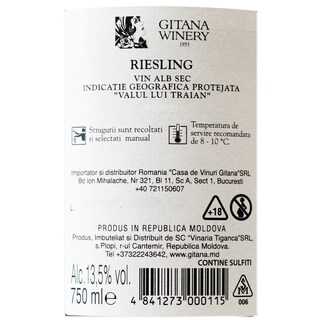 GITANA
WINERY
1953
RIESLING
VIN ALB SEC
INDICATIE GEOGRAFICA PROTEJATA
"VALUL LUI TRAIAN"
Strugurii sunt recoltati
si selectati manual
Temperatura de
servire recomandata
de 8 - 10 °C.
Importator si distribuitor Romania "Casa de Vinuri Gitana"SRL
Bd Ion Mihalache, Nr 321, Bl 11, Sc A, Sect 1, Bucuresti
+40 721150607
L.
+18
PRODUS IN REPUBLICA MOLDOVA
Produs, Imbuteliat si Distribuit de SC "Vinaria Tiganca"SRL,
s.Plopi, r-ul Cantemir, Republica Moldova
tel:+37322243642, www.gitana.md
CONTINE SULFITI
Alc.13,5% vol.
750 ml e
4 841273 000115
SM
006